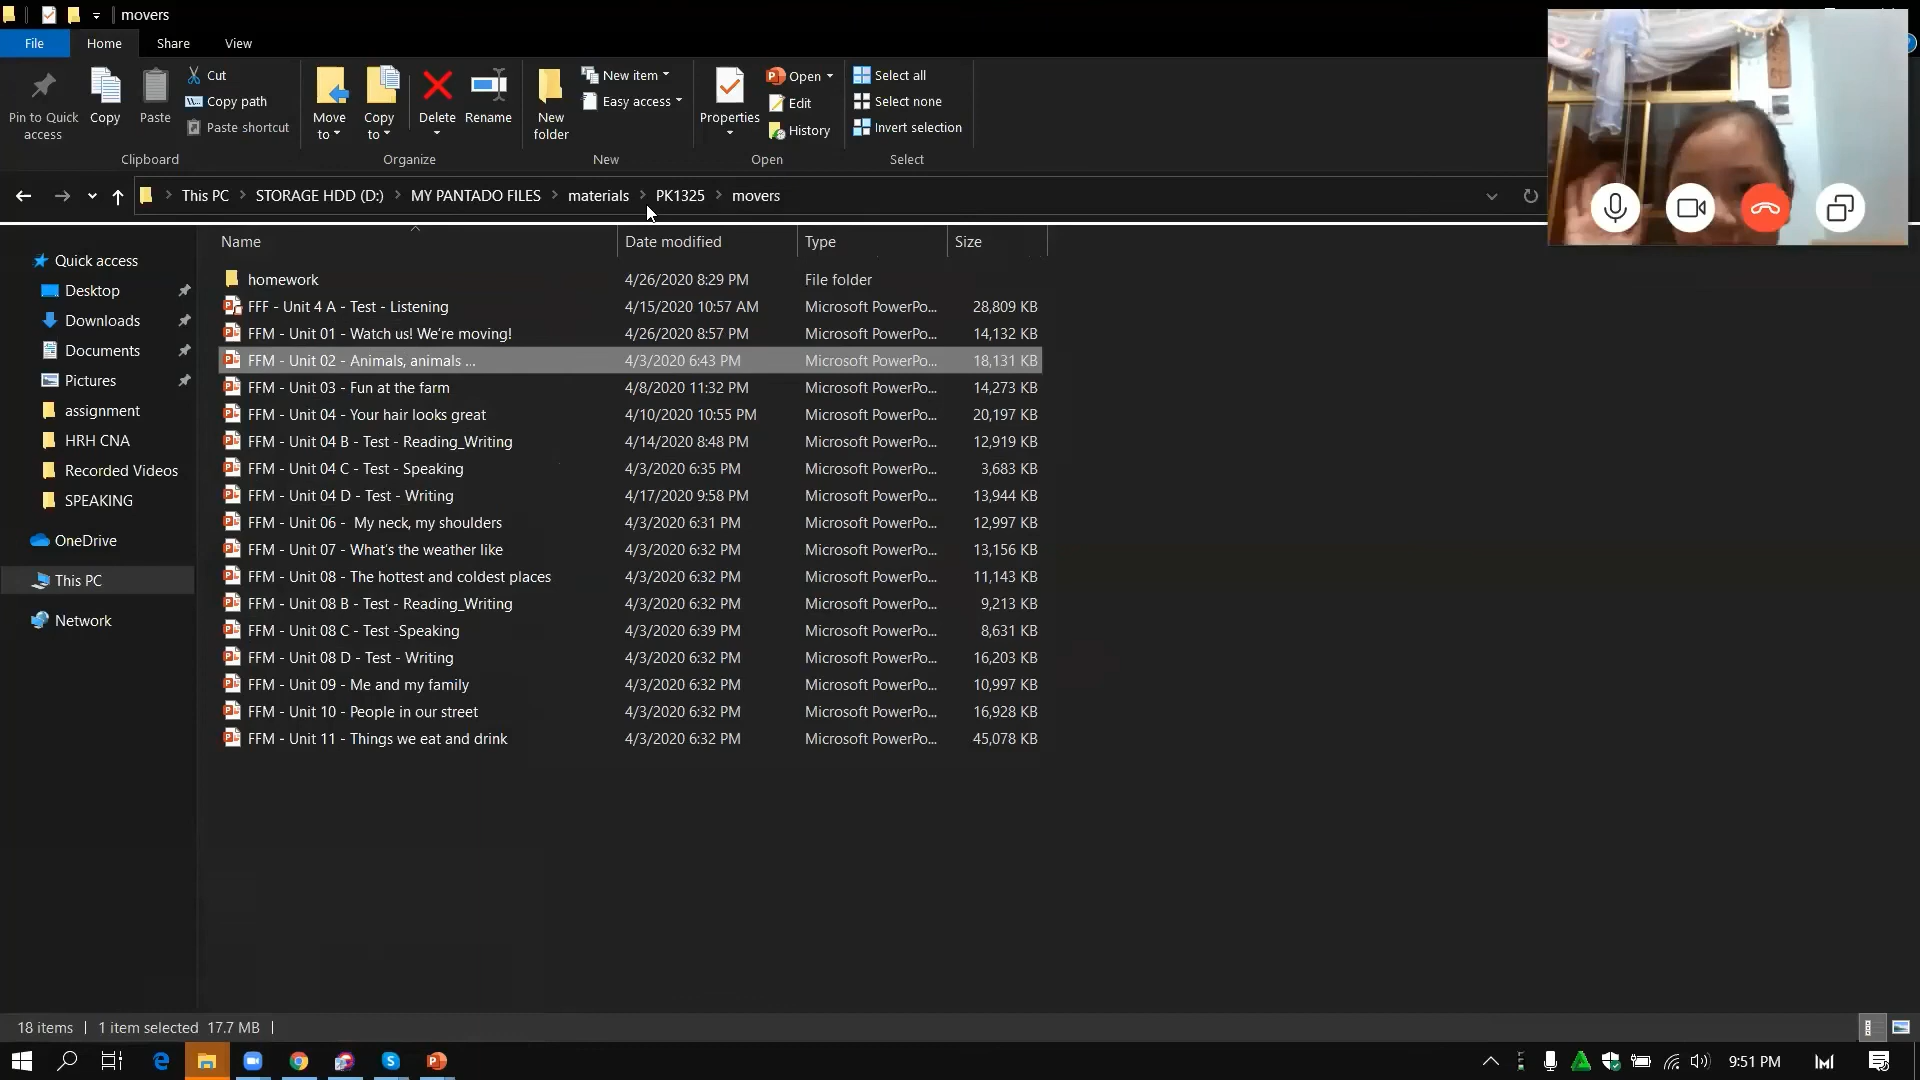 movers
File Home Share View
Pin to Quick access
Copy
Paste
Cut
Copy path
Paste shortcut
Clipboard
Move to
Copy to
Delete
Rename
Organize
New folder
New item
Easy access
New
Properties
Open
Edit
History
Open
Select all
Select none
Invert selection
Select
This PC STORAGE HDD (D:) MY PANTADO FILES materials PK1325 movers
Quick access
Desktop
Downloads
Documents
Pictures
assignment
HRH CNA
Recorded Videos
SPEAKING
OneDrive
This PC
Network
Name Date modified Type Size
homework 4/26/2020 8:29 PM File folder
FFF - Unit 4 A - Test - Listening 4/15/2020 10:57 AM Microsoft PowerPo... 28,809 KB
FFM - Unit 01 - Watch us! We're moving! 4/26/2020 8:57 PM Microsoft PowerPo... 14,132 KB
FFM - Unit 02 - Animals, animals ... 4/3/2020 6:43 PM Microsoft PowerPo... 18,131 KB
FFM - Unit 03 - Fun at the farm 4/8/2020 11:32 PM Microsoft PowerPo... 14,273 KB
FFM - Unit 04 - Your hair looks great 4/10/2020 10:55 PM Microsoft PowerPo... 20,197 KB
FFM - Unit 04 B - Test - Reading_Writing 4/14/2020 8:48 PM Microsoft PowerPo... 12,919 KB
FFM - Unit 04 C - Test - Speaking 4/3/2020 6:35 PM Microsoft PowerPo... 3,683 KB
FFM - Unit 04 D - Test - Writing 4/17/2020 9:58 PM Microsoft PowerPo... 13,944 KB
FFM - Unit 06 - My neck, my shoulders 4/3/2020 6:31 PM Microsoft PowerPo... 12,997 KB
FFM - Unit 07 - What's the weather like 4/3/2020 6:32 PM Microsoft PowerPo... 13,156 KB
FFM - Unit 08 - The hottest and coldest places 4/3/2020 6:32 PM Microsoft PowerPo... 11,143 KB
FFM - Unit 08 B - Test - Reading_Writing 4/3/2020 6:32 PM Microsoft PowerPo... 9,213 KB
FFM - Unit 08 C - Test -Speaking 4/3/2020 6:39 PM Microsoft PowerPo... 8,631 KB
FFM - Unit 08 D - Test - Writing 4/3/2020 6:32 PM Microsoft PowerPo... 16,203 KB
FFM - Unit 09 - Me and my family 4/3/2020 6:32 PM Microsoft PowerPo... 10,997 KB
FFM - Unit 10 - People in our street 4/3/2020 6:32 PM Microsoft PowerPo... 16,928 KB
FFM - Unit 11 - Things we eat and drink 4/3/2020 6:32 PM Microsoft PowerPo... 45,078 KB
18 items 1 item selected 17.7 MB
9:51 PM